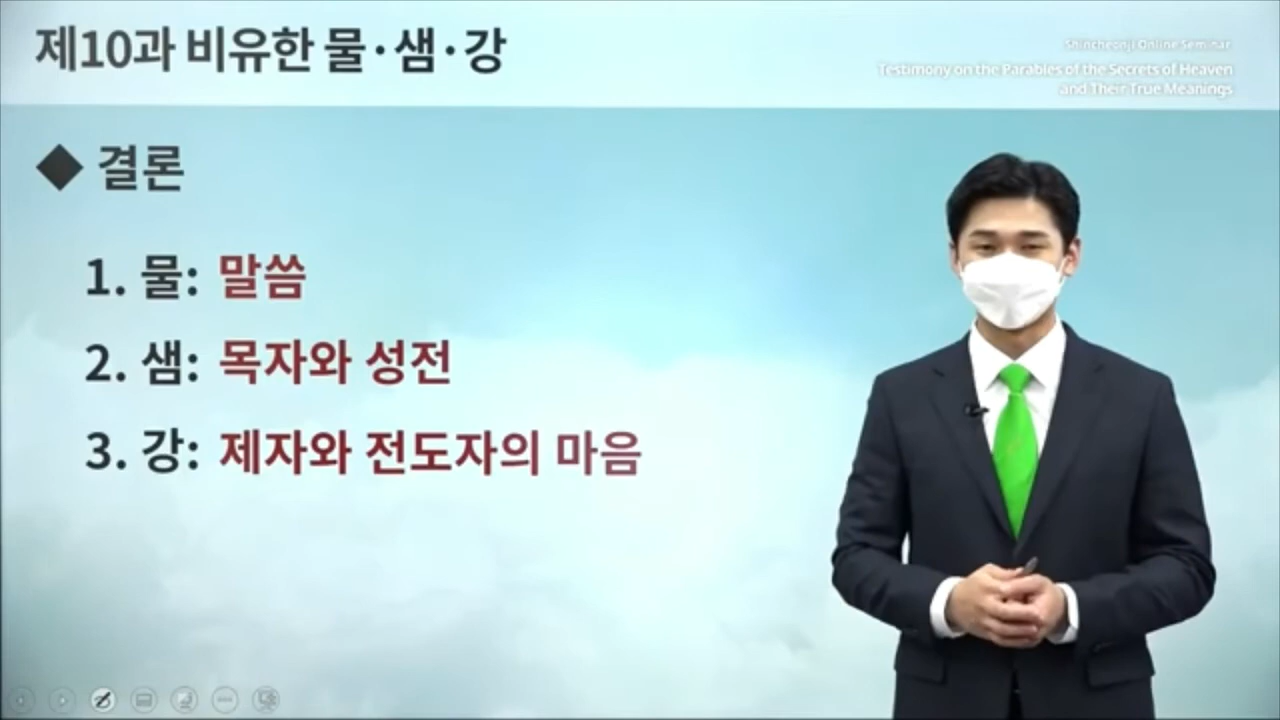 제10과 비유한 물·샘·강
Shincheonji Online Seminar
Testimony on the Parables of the Secrets of Heaven
and Their True Meanings
◆ 결론
1. 물: 말씀
2. 샘: 목자와 성전
3. 강: 제자와 전도자의 마음